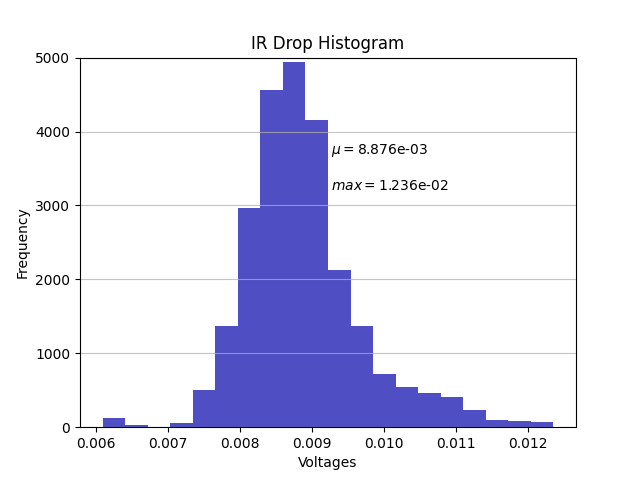 IR Drop Histogram
5000
4000
3000
2000
1000
0
Frequency
μ = 8.876e-03
max = 1.236e-02
0.006 0.007 0.008 0.009 0.010 0.011 0.012
Voltages